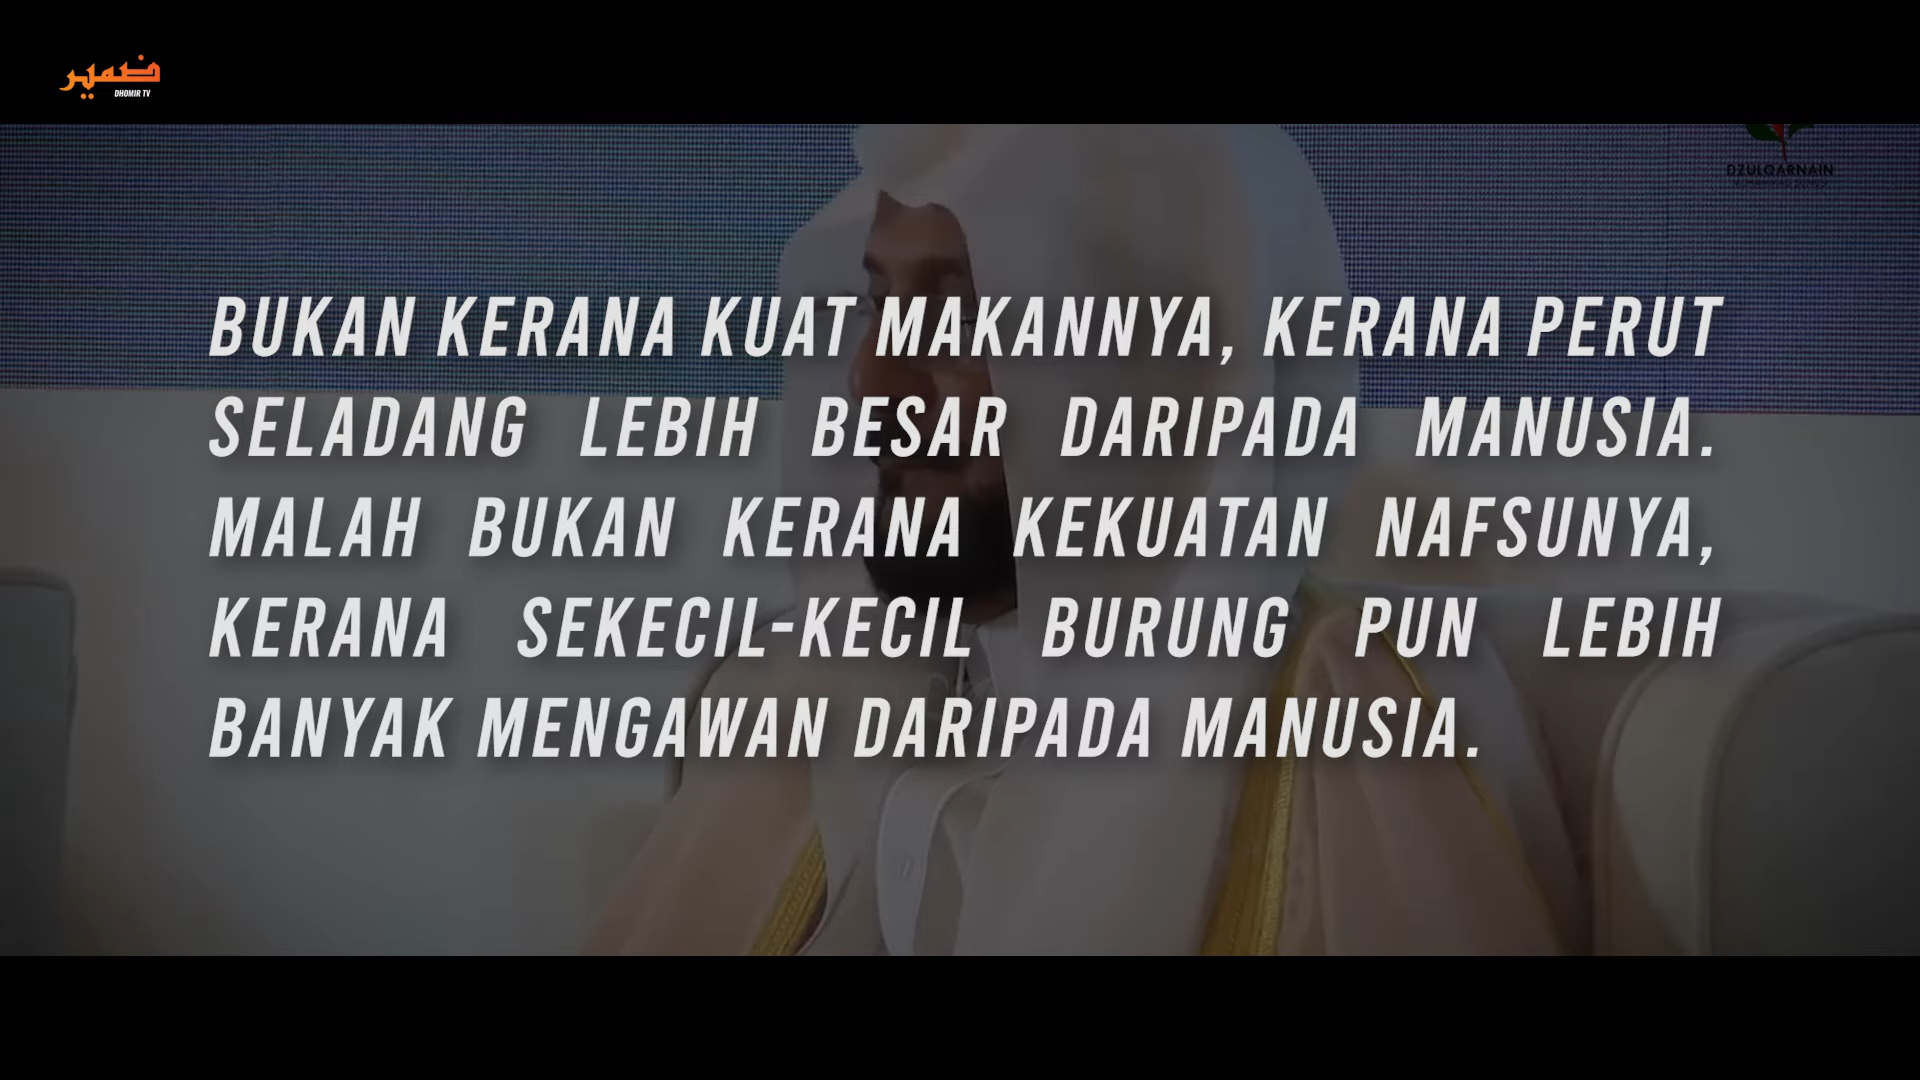 ضمير
DHOMIR TV
DZULQARNAIN
BUKAN KERANA KUAT MAKANNYA, KERANA PERUT
SELADANG LEBIH BESAR DARIPADA MANUSIA.
MALAH BUKAN KERANA KEKUATAN NAFSUNYA,
KERANA SEKECIL-KECIL BURUNG PUN LEBIH
BANYAK MENGAWAN DARIPADA MANUSIA.